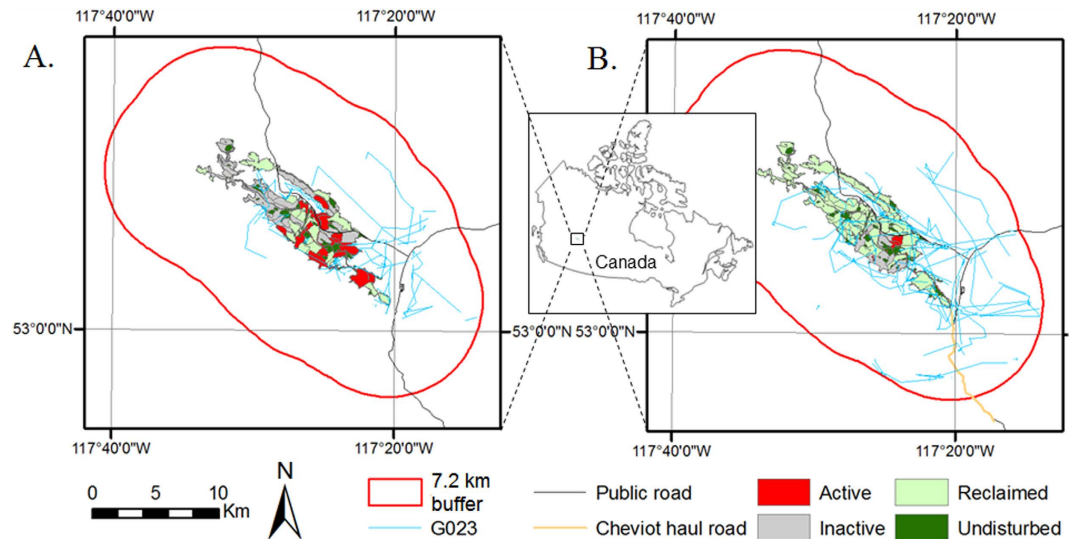 117°40'0"W 117°20'0"W 117°40'0"W 117°20'0"W
A. B.
Canada
53°0'0"N 53°0'0"N 53°0'0"N
117°40'0"W 117°20'0"W 117°40'0"W 117°20'0"W
N
0 5 10
Km
7.2 km
buffer
G023
Public road
Cheviot haul road
Active
Inactive
Reclaimed
Undisturbed